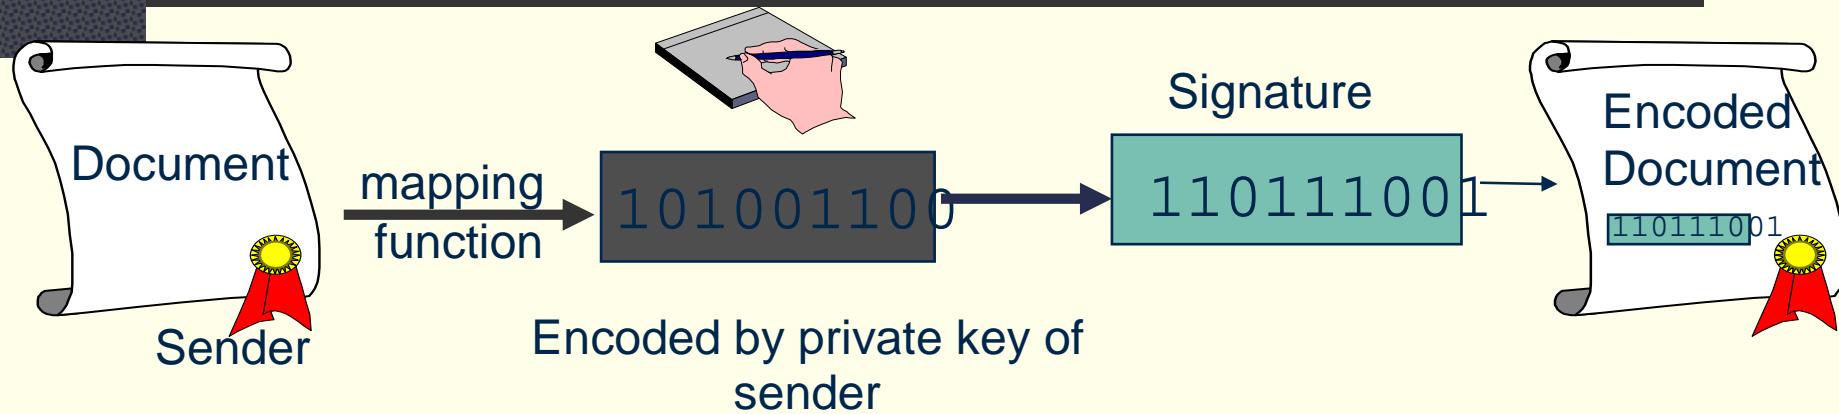 Document
Sender
mapping
function
101001100
Encoded by private key of
sender
Signature
110111001
Encoded
Document
110111001